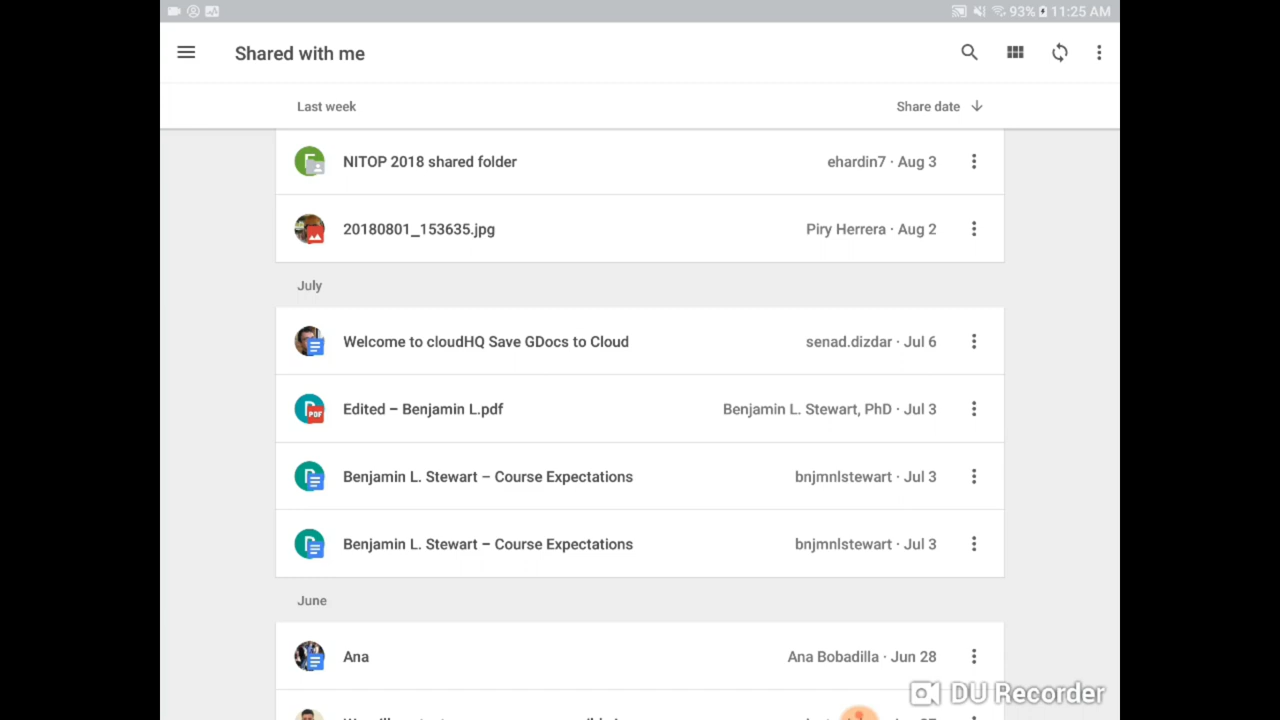 93% 11:25 AM
Shared with me
Last week Share date
NITOP 2018 shared folder ehardin7 · Aug 3
20180801_153635.jpg Piry Herrera · Aug 2
July
Welcome to cloudHQ Save GDocs to Cloud senad.dizdar · Jul 6
PDF Edited – Benjamin L.pdf Benjamin L. Stewart, PhD · Jul 3
Benjamin L. Stewart – Course Expectations bnjmnlstewart · Jul 3
Benjamin L. Stewart – Course Expectations bnjmnlstewart · Jul 3
June
Ana Ana Bobadilla · Jun 28
DU Recorder